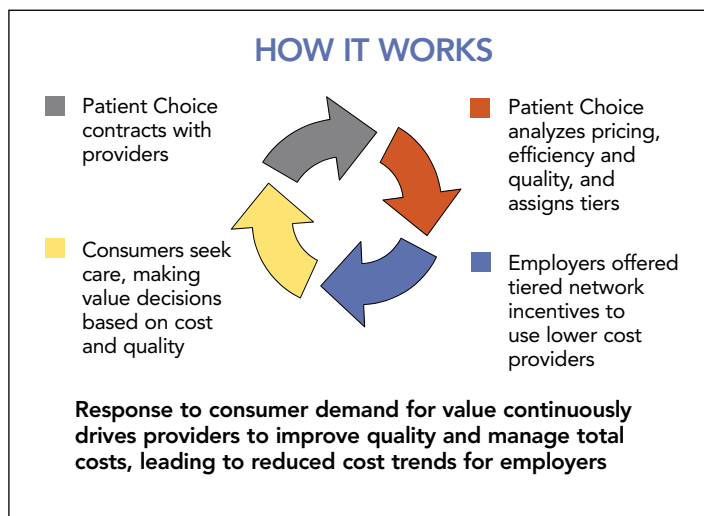 HOW IT WORKS
Patient Choice
contracts with
providers
Patient Choice
analyzes pricing,
efficiency and
quality, and
assigns tiers
Consumers seek
care, making
value decisions
based on cost
and quality
Employers offered
tiered network
incentives to
use lower cost
providers
Response to consumer demand for value continuously
drives providers to improve quality and manage total
costs, leading to reduced cost trends for employers